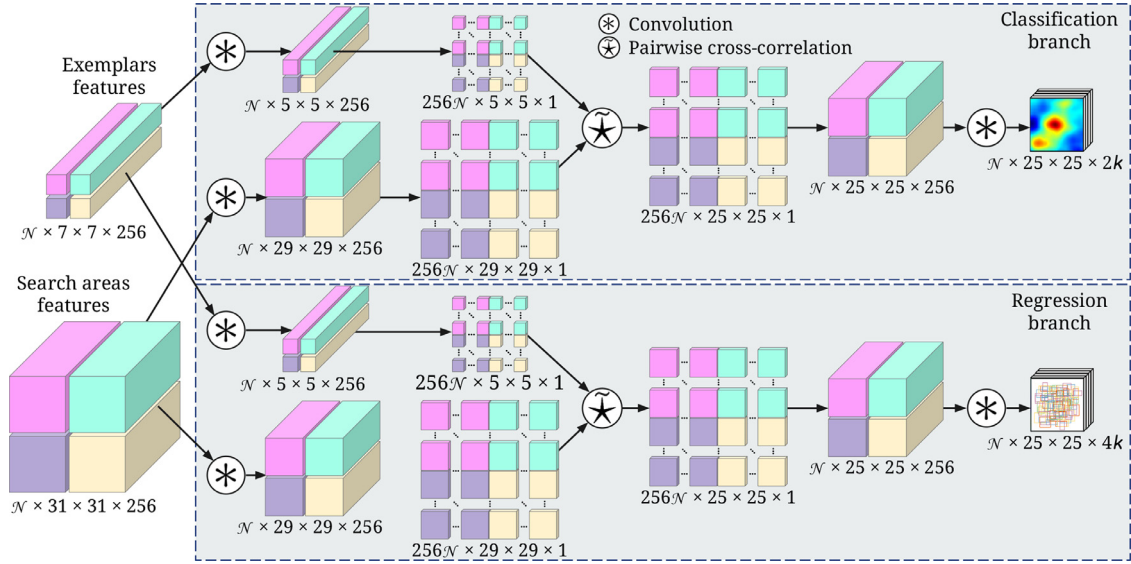 Exemplars
features
𝒩 × 7 × 7 × 256
Search areas
features
𝒩 × 31 × 31 × 256
Convolution
Pairwise cross-correlation
Classification
branch
𝒩 × 5 × 5 × 256
256𝒩 × 5 × 5 × 1
𝒩 × 29 × 29 × 256
256𝒩 × 29 × 29 × 1
256𝒩 × 25 × 25 × 1
𝒩 × 25 × 25 × 256
𝒩 × 25 × 25 × 2k
Regression
branch
𝒩 × 5 × 5 × 256
256𝒩 × 5 × 5 × 1
𝒩 × 29 × 29 × 256
256𝒩 × 29 × 29 × 1
256𝒩 × 25 × 25 × 1
𝒩 × 25 × 25 × 256
𝒩 × 25 × 25 × 4k